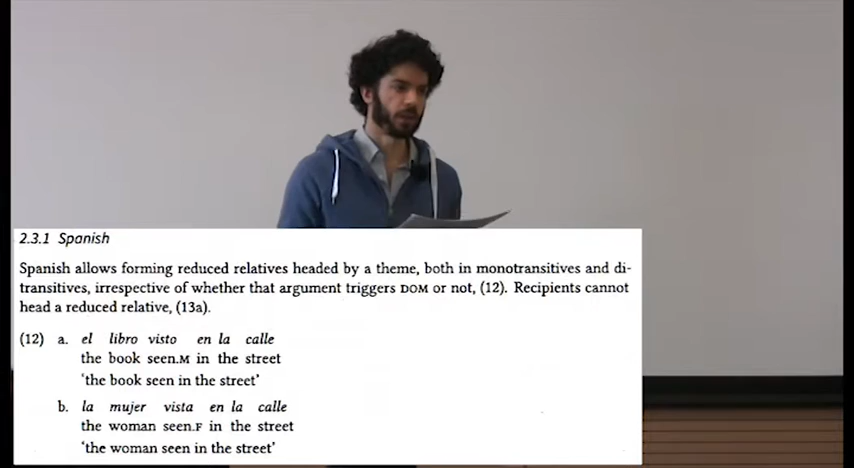 2.3.1 Spanish
Spanish allows forming reduced relatives headed by a theme, both in monotransitives and di-
transitives, irrespective of whether that argument triggers DOM or not, (12). Recipients cannot
head a reduced relative, (13a).
(12) a. el libro visto en la calle
the book seen.M in the street
‘the book seen in the street’
b. la mujer vista en la calle
the woman seen.F in the street
‘the woman seen in the street’